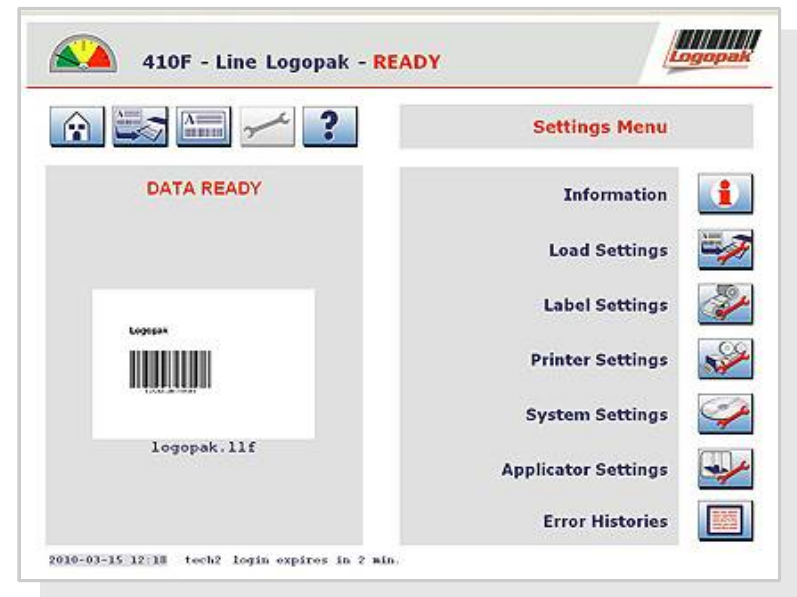 410F - Line Logopak - READY
Logopak
?
Settings Menu
DATA READY
Logopak
logopak.llf
Information
Load Settings
Label Settings
Printer Settings
System Settings
Applicator Settings
Error Histories
2010-03-15 12:18 tech2 login expires in 2 min.